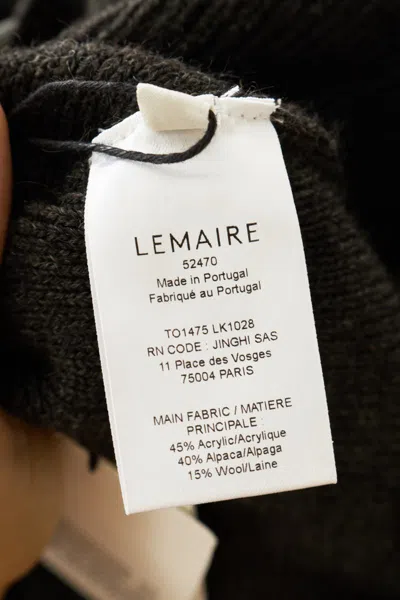 LEMAIRE
52470
Made in Portugal
Fabriqué au Portugal
TO1475 LK1028
RN CODE : JINGHI SAS
11 Place des Vosges
75004 PARIS
MAIN FABRIC / MATIERE
PRINCIPALE :
45% Acrylic/Acrylique
40% Alpaca/Alpaga
15% Wool/Laine